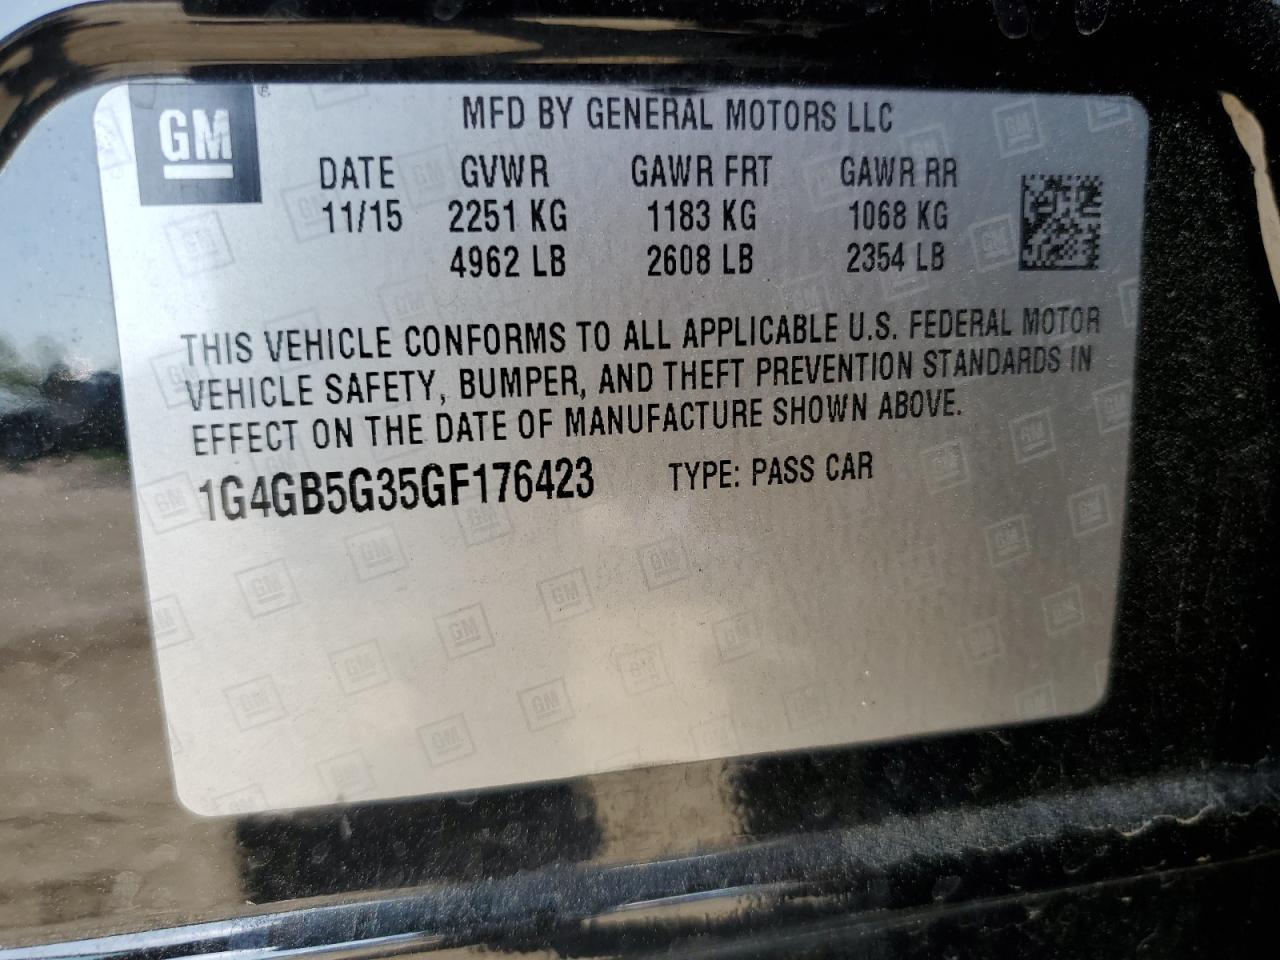 GM
MFD BY GENERAL MOTORS LLC
DATE GVWR GAWR FRT GAWR RR
11/15 2251 KG 1183 KG 1068 KG
4962 LB 2608 LB 2354 LB
THIS VEHICLE CONFORMS TO ALL APPLICABLE U.S. FEDERAL MOTOR
VEHICLE SAFETY, BUMPER, AND THEFT PREVENTION STANDARDS IN
EFFECT ON THE DATE OF MANUFACTURE SHOWN ABOVE.
1G4GB5G35GF176423 TYPE: PASS CAR